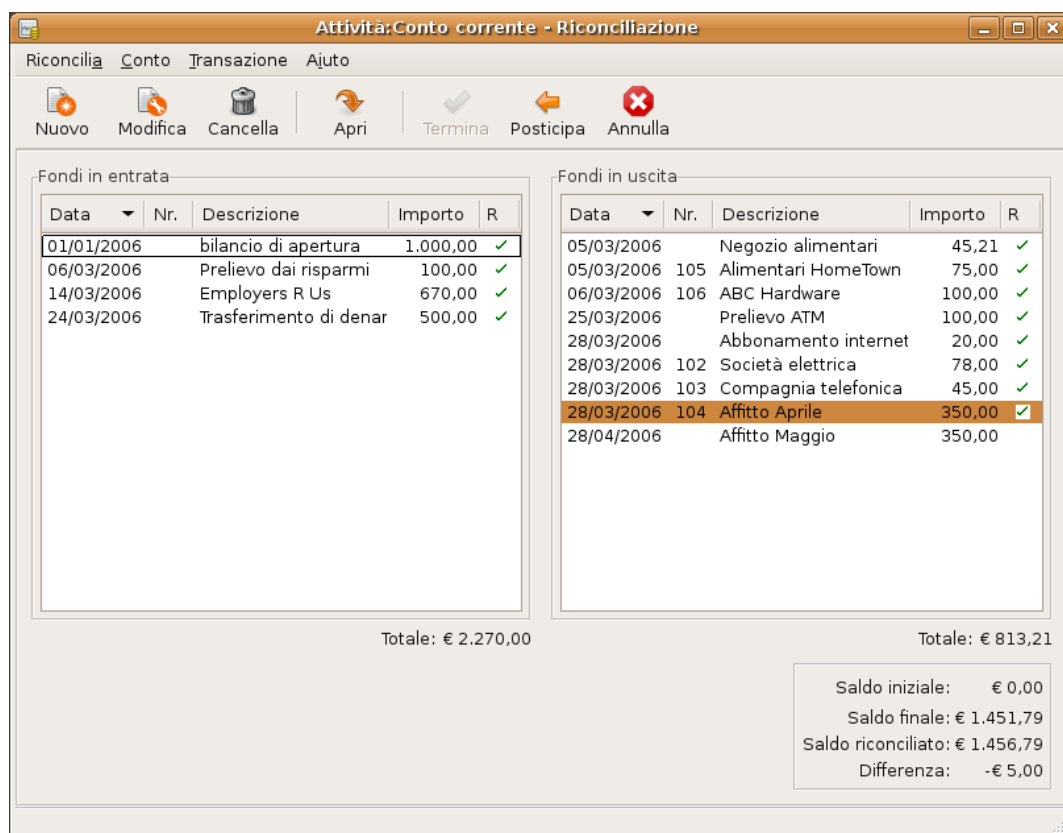 Attività:Conto corrente - Riconciliazione
Riconcilia Conto Transazione Aiuto
Nuovo Modifica Cancella Apri Termina Posticipa Annulla
Fondi in entrata
Data Nr. Descrizione Importo R
01/01/2006 bilancio di apertura 1.000,00
06/03/2006 Prelievo dai risparmi 100,00
14/03/2006 Employers R Us 670,00
24/03/2006 Trasferimento di denar 500,00
Totale: € 2.270,00
Fondi in uscita
Data Nr. Descrizione Importo R
05/03/2006 Negozio alimentari 45,21
05/03/2006 105 Alimentari HomeTown 75,00
06/03/2006 106 ABC Hardware 100,00
25/03/2006 Prelievo ATM 100,00
28/03/2006 Abbonamento internet 20,00
28/03/2006 102 Società elettrica 78,00
28/03/2006 103 Compagnia telefonica 45,00
28/03/2006 104 Affitto Aprile 350,00
28/04/2006 Affitto Maggio 350,00
Totale: € 813,21
Saldo iniziale: € 0,00
Saldo finale: € 1.451,79
Saldo riconciliato: € 1.456,79
Differenza: -€ 5,00